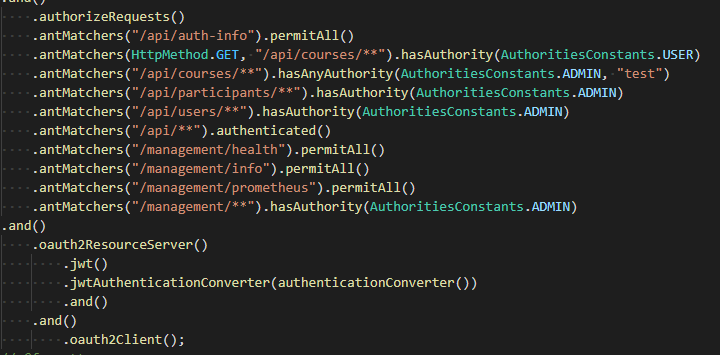 .authorizeRequests()
.antMatchers("/api/auth-info").permitAll()
.antMatchers(HttpMethod.GET, "/api/courses/**").hasAuthority(AuthoritiesConstants.USER)
.antMatchers("/api/courses/**").hasAnyAuthority(AuthoritiesConstants.ADMIN, "test")
.antMatchers("/api/participants/**").hasAuthority(AuthoritiesConstants.ADMIN)
.antMatchers("/api/users/**").hasAuthority(AuthoritiesConstants.ADMIN)
.antMatchers("/api/**").authenticated()
.antMatchers("/management/health").permitAll()
.antMatchers("/management/info").permitAll()
.antMatchers("/management/prometheus").permitAll()
.antMatchers("/management/**").hasAuthority(AuthoritiesConstants.ADMIN)
.and()
.oauth2ResourceServer()
.jwt()
.jwtAuthenticationConverter(authenticationConverter())
.and()
.and()
.oauth2Client();